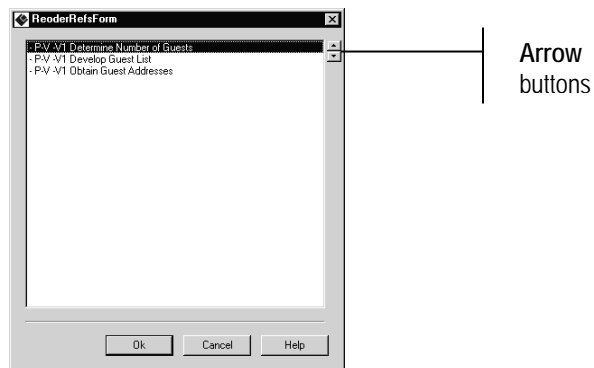 ReoderRefsForm
- P-V -V1 Determine Number of Guests
- P-V -V1 Develop Guest List
- P-V -V1 Obtain Guest Addresses
Arrow
buttons
Ok Cancel Help